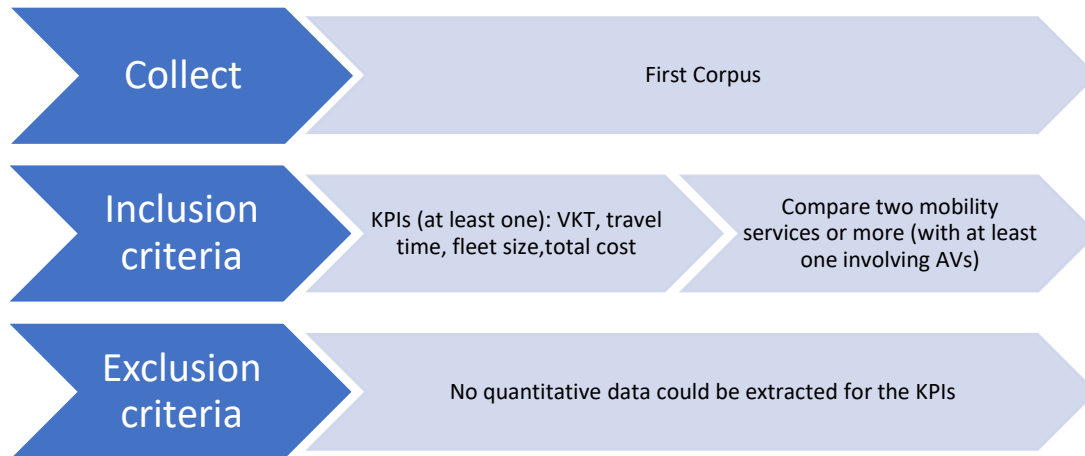 Collect
First Corpus
Inclusion
criteria
KPIs (at least one): VKT, travel
time, fleet size,total cost
Compare two mobility
services or more (with at least
one involving AVs)
Exclusion
criteria
No quantitative data could be extracted for the KPIs